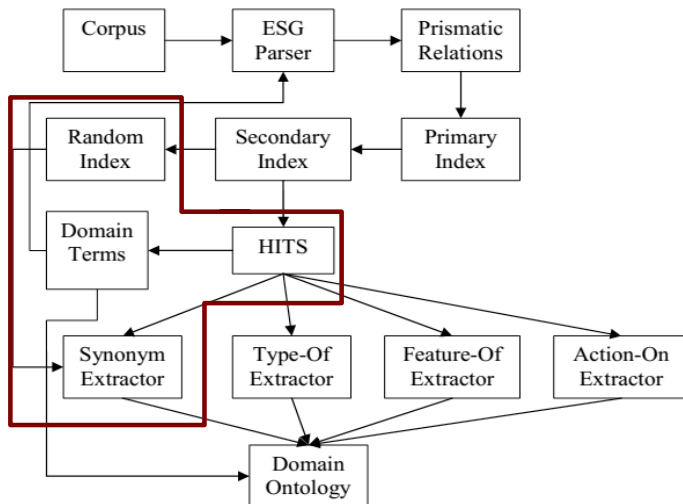 Corpus
ESG
Parser
Prismatic
Relations
Random
Index
Secondary
Index
Primary
Index
Domain
Terms
HITS
Synonym
Extractor
Type-Of
Extractor
Feature-Of
Extractor
Action-On
Extractor
Domain
Ontology